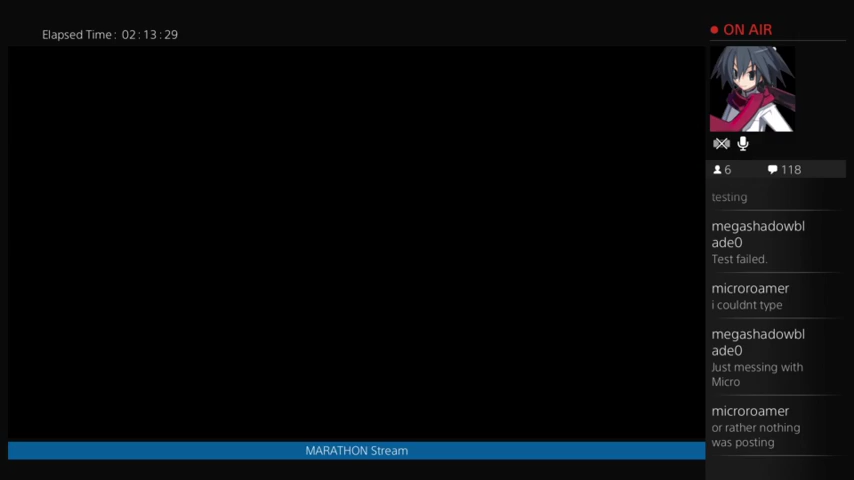 Elapsed Time: 02:13:29
ON AIR
6 118
testing
megashadowbl
ade0
Test failed.
microroamer
i couldnt type
megashadowbl
ade0
Just messing with
Micro
microroamer
or rather nothing
was posting
MARATHON Stream